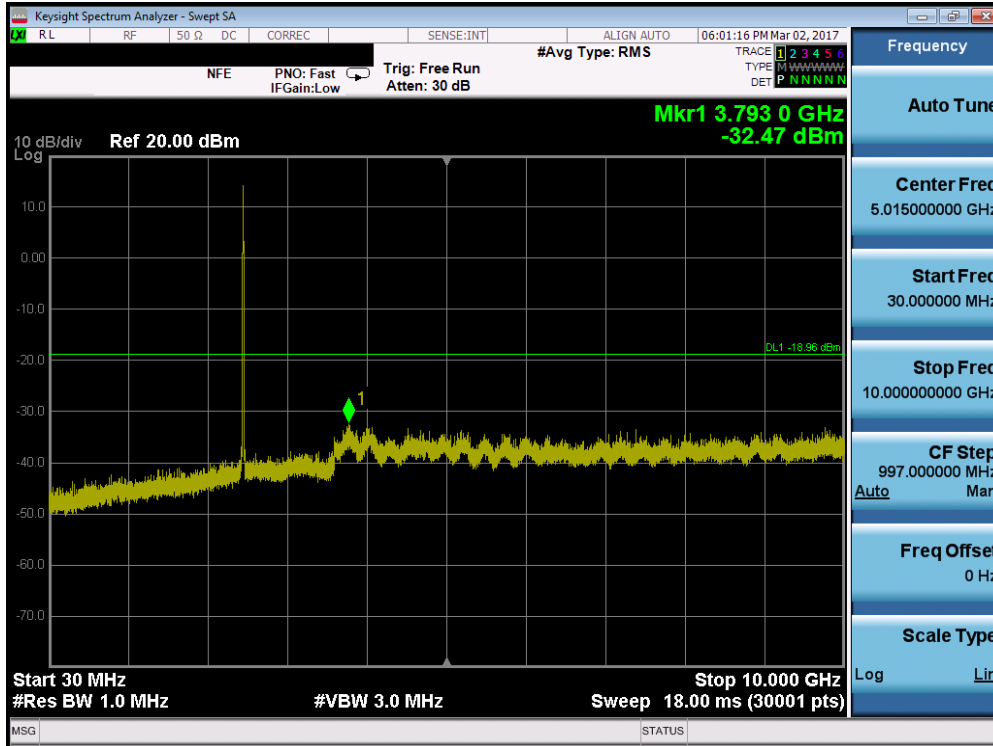 Keysight Spectrum Analyzer - Swept SA
LXI RL RF 50 Ω DC CORREC SENSE:INT ALIGN AUTO 06:01:16 PM Mar 02, 2017
NFE PNO: Fast IFGain:Low
Trig: Free Run
Atten: 30 dB
#Avg Type: RMS
TRACE 1 2 3 4 5 6
TYPE M W W W W W
DET P N N N N N
Mkr1 3.793 0 GHz
-32.47 dBm
10 dB/div Ref 20.00 dBm
Log
10.0
0.00
-10.0
-20.0
-30.0
-40.0
-50.0
-60.0
-70.0
DL1 -18.96 dBm
1
Start 30 MHz Stop 10.000 GHz
#Res BW 1.0 MHz #VBW 3.0 MHz Sweep 18.00 ms (30001 pts)
MSG STATUS
Frequency
Auto Tune
Center Freq
5.015000000 GHz
Start Freq
30.000000 MHz
Stop Freq
10.000000000 GHz
CF Step
997.000000 MHz
Auto Man
Freq Offset
0 Hz
Scale Type
Log Lin